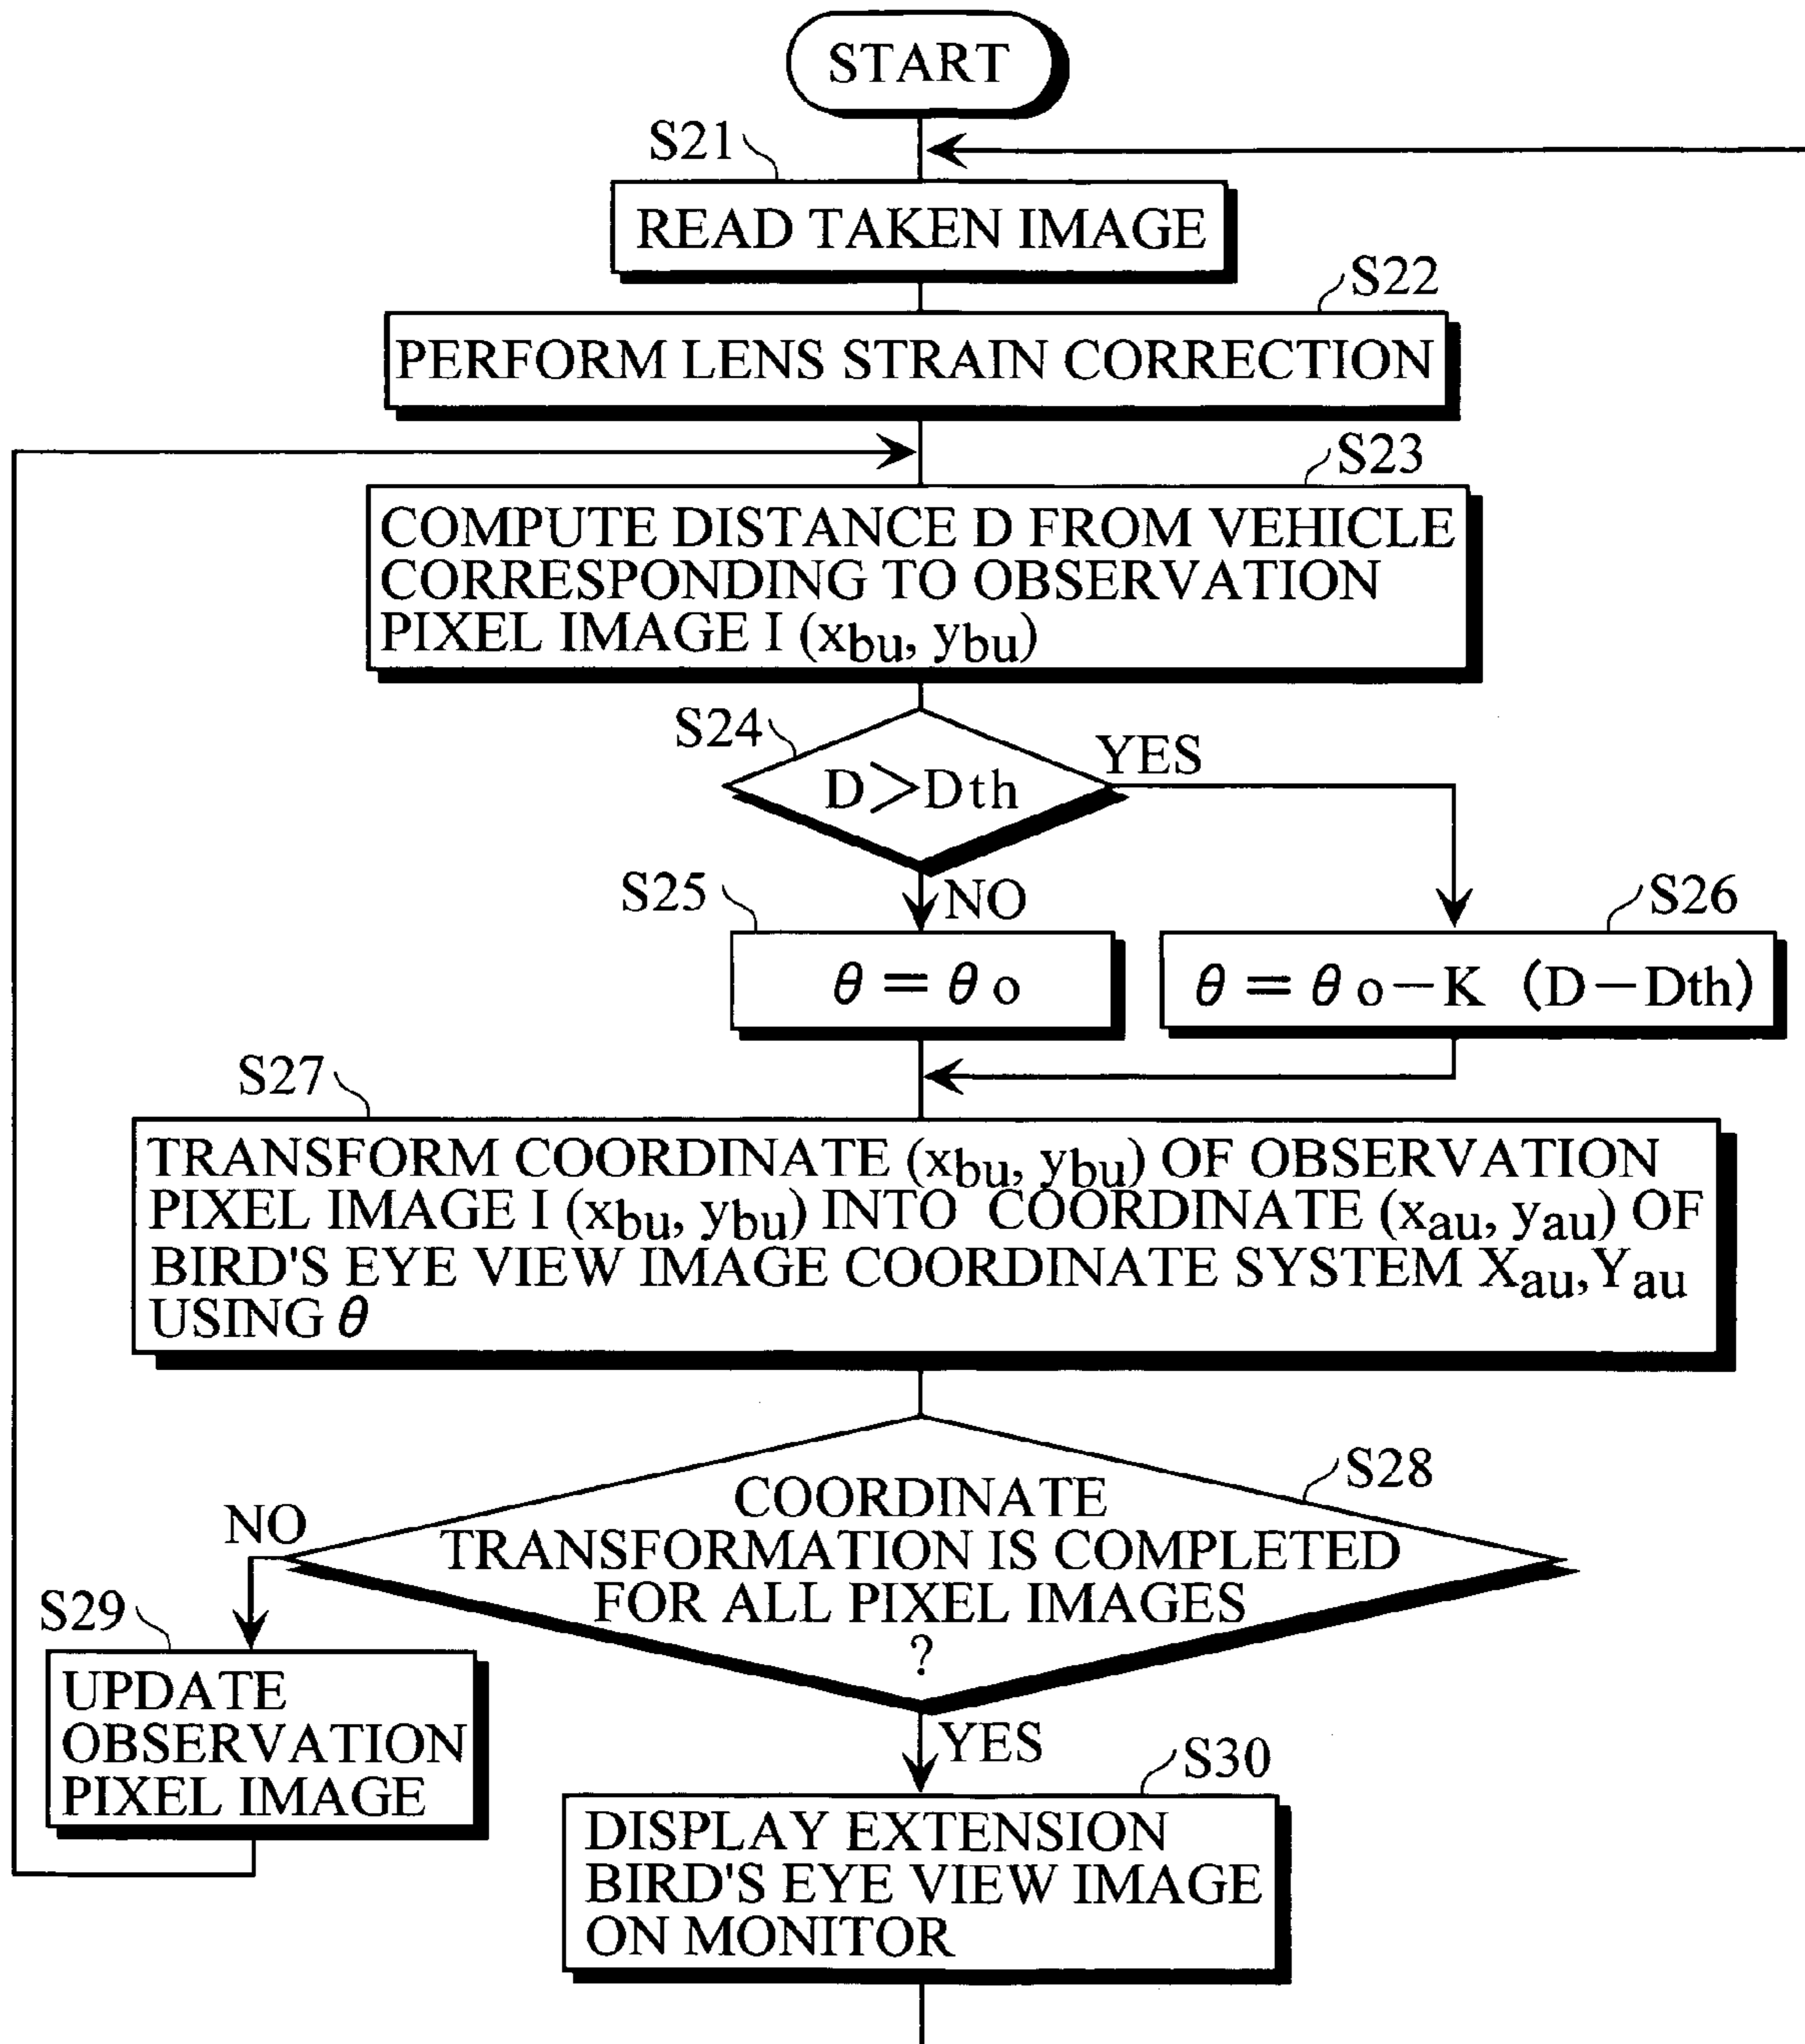 START
S21
READ TAKEN IMAGE
S22
PERFORM LENS STRAIN CORRECTION
S23
COMPUTE DISTANCE D FROM VEHICLE
CORRESPONDING TO OBSERVATION
PIXEL IMAGE I (xbu, ybu)
S24
D>Dth
YES
NO
S25
θ = θo
S26
θ = θo-K (D-Dth)
S27
TRANSFORM COORDINATE (xbu, ybu) OF OBSERVATION
PIXEL IMAGE I (xbu, ybu) INTO COORDINATE (xau, yau) OF
BIRD'S EYE VIEW IMAGE COORDINATE SYSTEM Xau,Yau
USING θ
S28
COORDINATE
TRANSFORMATION IS COMPLETED
FOR ALL PIXEL IMAGES
?
NO
S29
UPDATE
OBSERVATION
PIXEL IMAGE
YES
S30
DISPLAY EXTENSION
BIRD'S EYE VIEW IMAGE
ON MONITOR